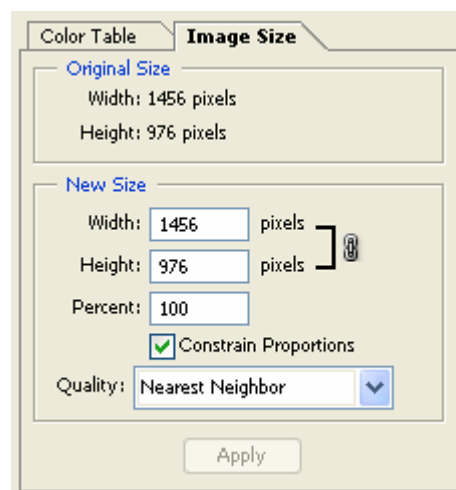 Color Table Image Size
Original Size
Width: 1456 pixels
Height: 976 pixels
New Size
Width: 1456 pixels
Height: 976 pixels
Percent: 100
Constrain Proportions
Quality: Nearest Neighbor
Apply